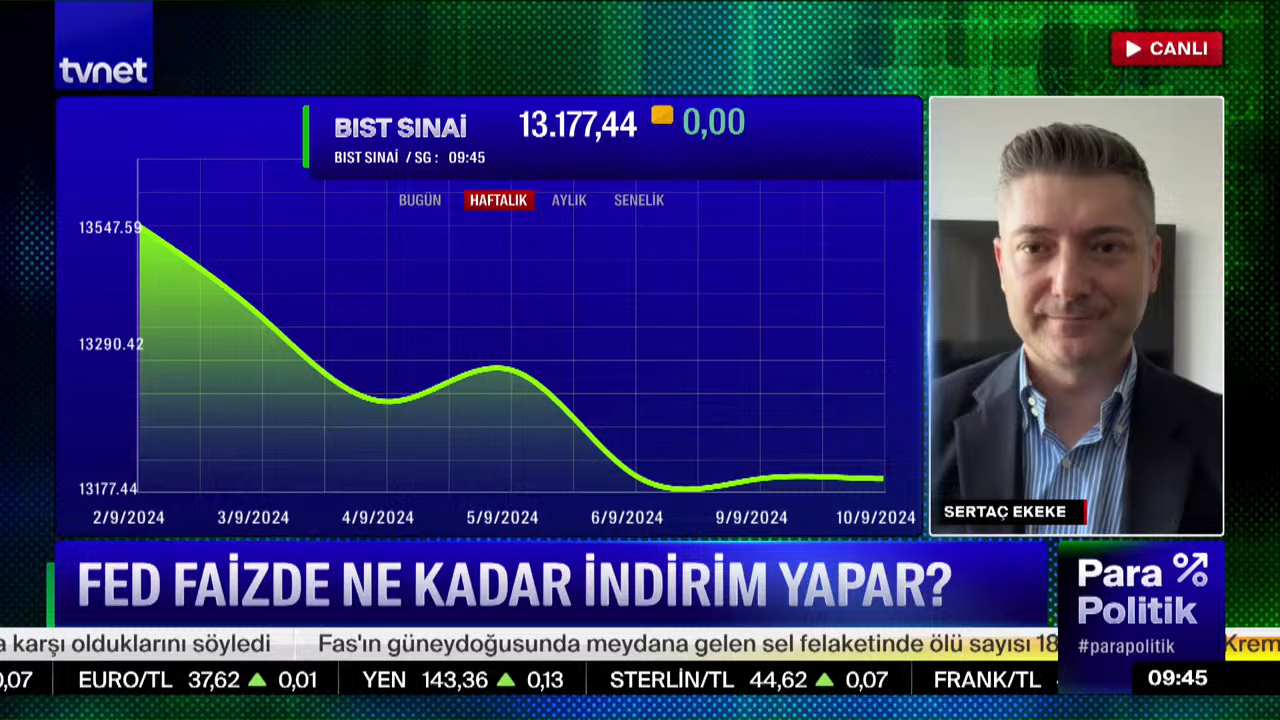 tvnet
CANLI
BIST SINAİ 13.177,44 0,00
BIST SINAİ / SG : 09:45
BUGÜN HAFTALIK AYLIK SENELİK
13547.59
13290.42
13177.44
2/9/2024 3/9/2024 4/9/2024 5/9/2024 6/9/2024 9/9/2024 10/9/2024
SERTAÇ EKEKE
FED FAİZDE NE KADAR İNDİRİM YAPAR?
Para %
Politik
#parapolitik
a karşı olduklarını söyledi Fas'ın güneydoğusunda meydana gelen sel felaketinde ölü sayısı 18 Krem
0,07 EURO/TL 37,62 0,01 YEN 143,36 0,13 STERLİN/TL 44,62 0,07 FRANK/TL
09:45